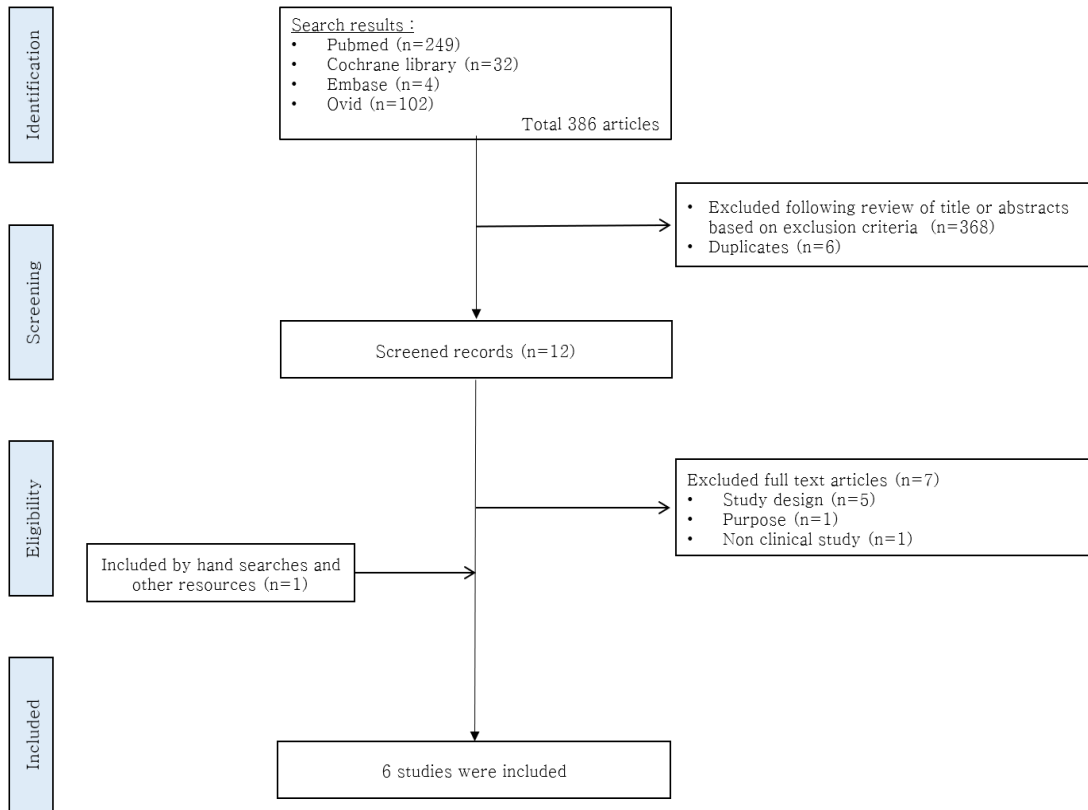 Identification
Search results :
• Pubmed (n=249)
• Cochrane library (n=32)
• Embase (n=4)
• Ovid (n=102)
Total 386 articles
• Excluded following review of title or abstracts
based on exclusion criteria (n=368)
• Duplicates (n=6)
Screening
Screened records (n=12)
Eligibility
Excluded full text articles (n=7)
• Study design (n=5)
• Purpose (n=1)
• Non clinical study (n=1)
Included by hand searches and
other resources (n=1)
Included
6 studies were included